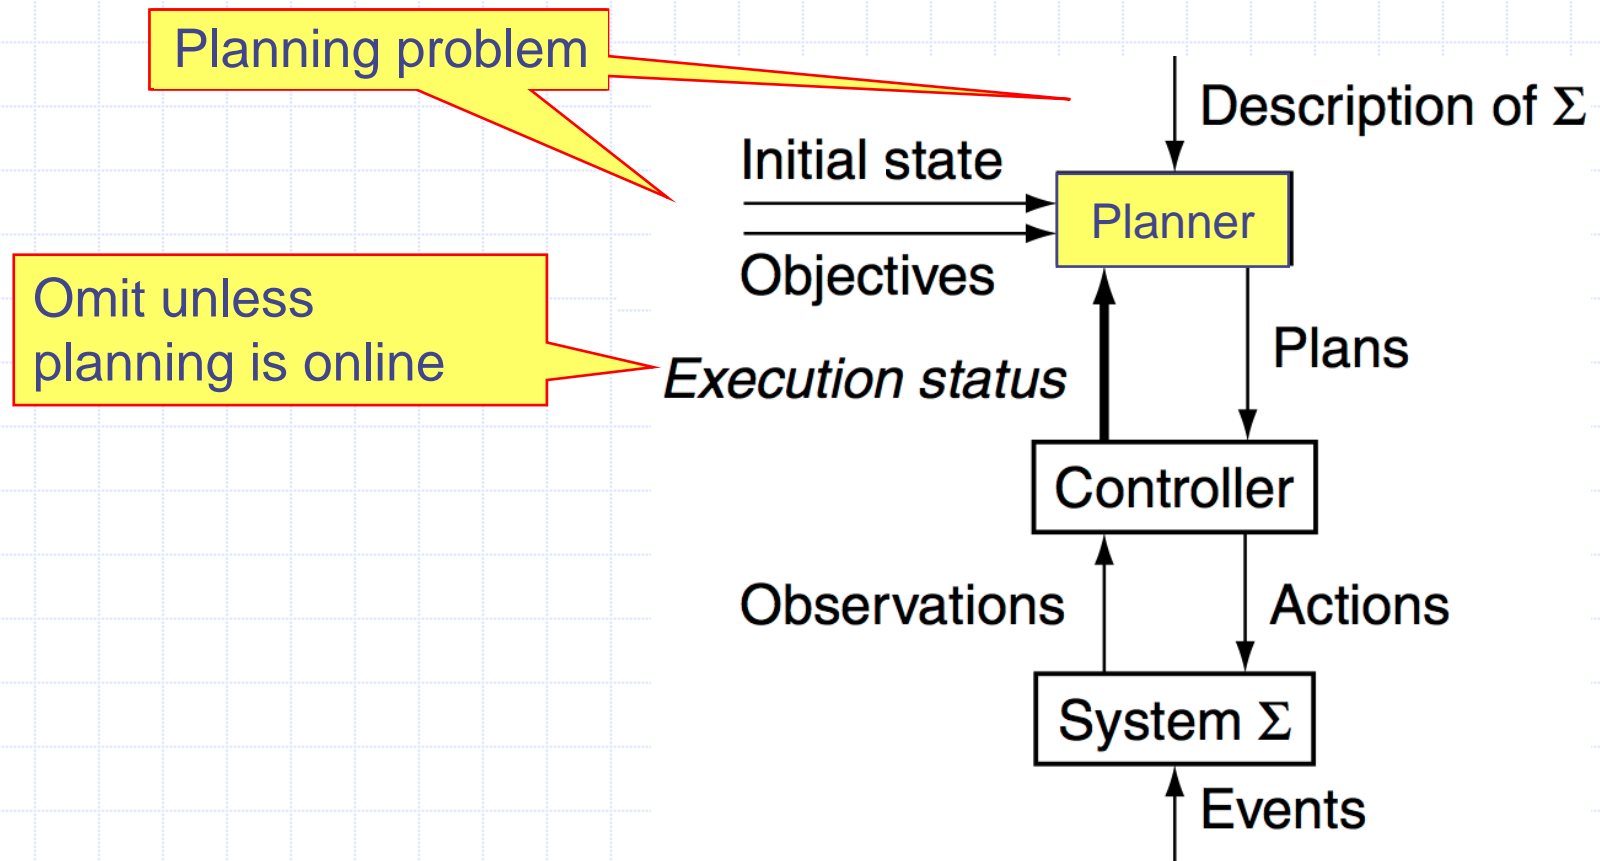 Planning problem
Description of Σ
Initial state
Planner
Objectives
Omit unless
planning is online
Plans
Execution status
Controller
Observations
Actions
System Σ
Events